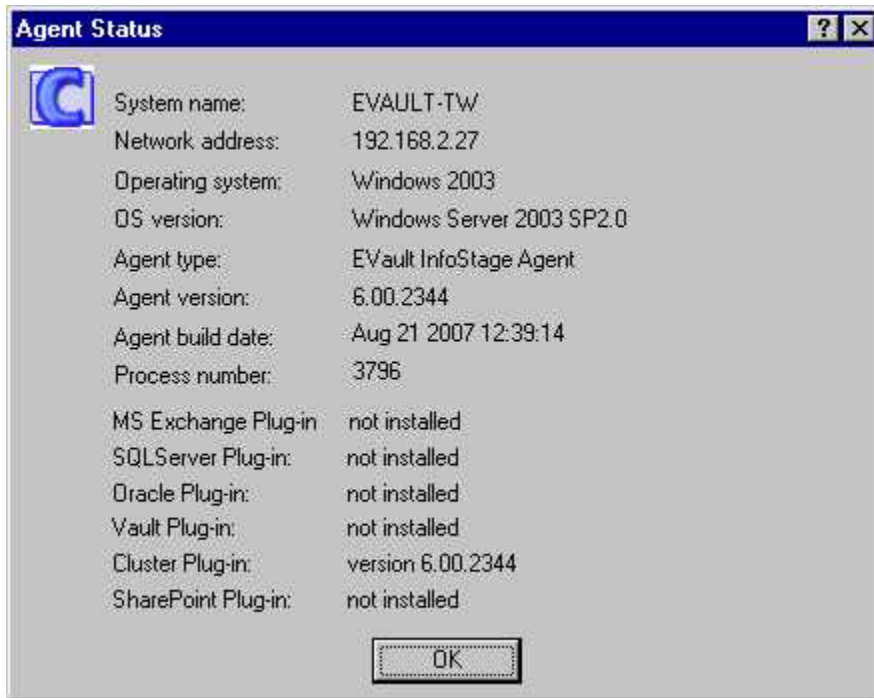 Agent Status
? X
C
System name: EVAULT-TW
Network address: 192.168.2.27
Operating system: Windows 2003
OS version: Windows Server 2003 SP2.0
Agent type: EVault InfoStage Agent
Agent version: 6.00.2344
Agent build date: Aug 21 2007 12:39:14
Process number: 3796
MS Exchange Plug-in not installed
SQLServer Plug-in: not installed
Oracle Plug-in: not installed
Vault Plug-in: not installed
Cluster Plug-in: version 6.00.2344
SharePoint Plug-in: not installed
OK